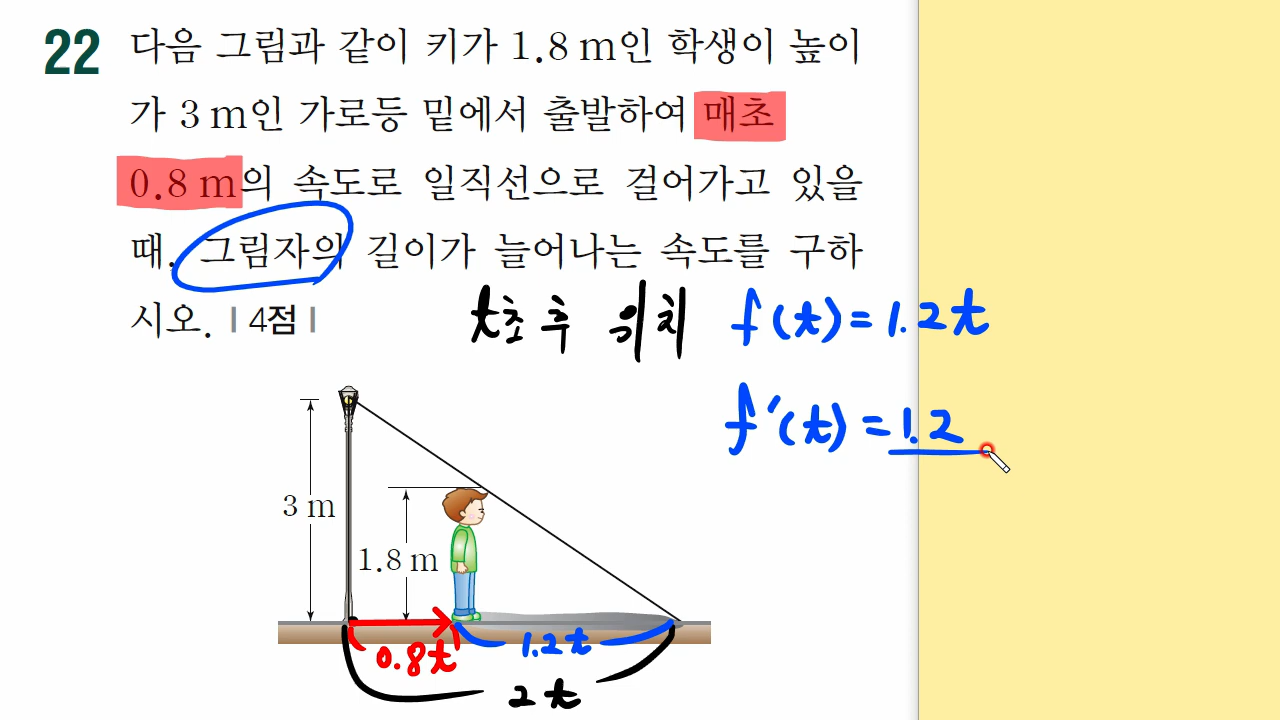 22 다음 그림과 같이 키가 1.8 m인 학생이 높이
가 3 m인 가로등 밑에서 출발하여 매초
0.8 m의 속도로 일직선으로 걸어가고 있을
때, 그림자의 길이가 늘어나는 속도를 구하
시오. | 4점 |
t초 후 위치 f(t)=1.2t
f'(t)=1.2
3 m
1.8 m
0.8t
1.2t
2t